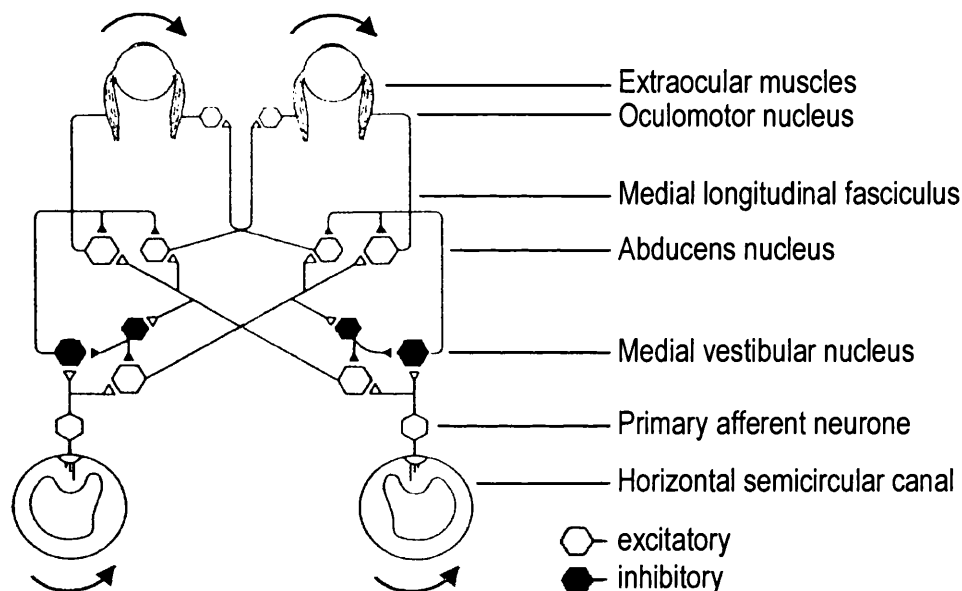 Extraocular muscles
Oculomotor nucleus
Medial longitudinal fasciculus
Abducens nucleus
Medial vestibular nucleus
Primary afferent neurone
Horizontal semicircular canal
excitatory
inhibitory